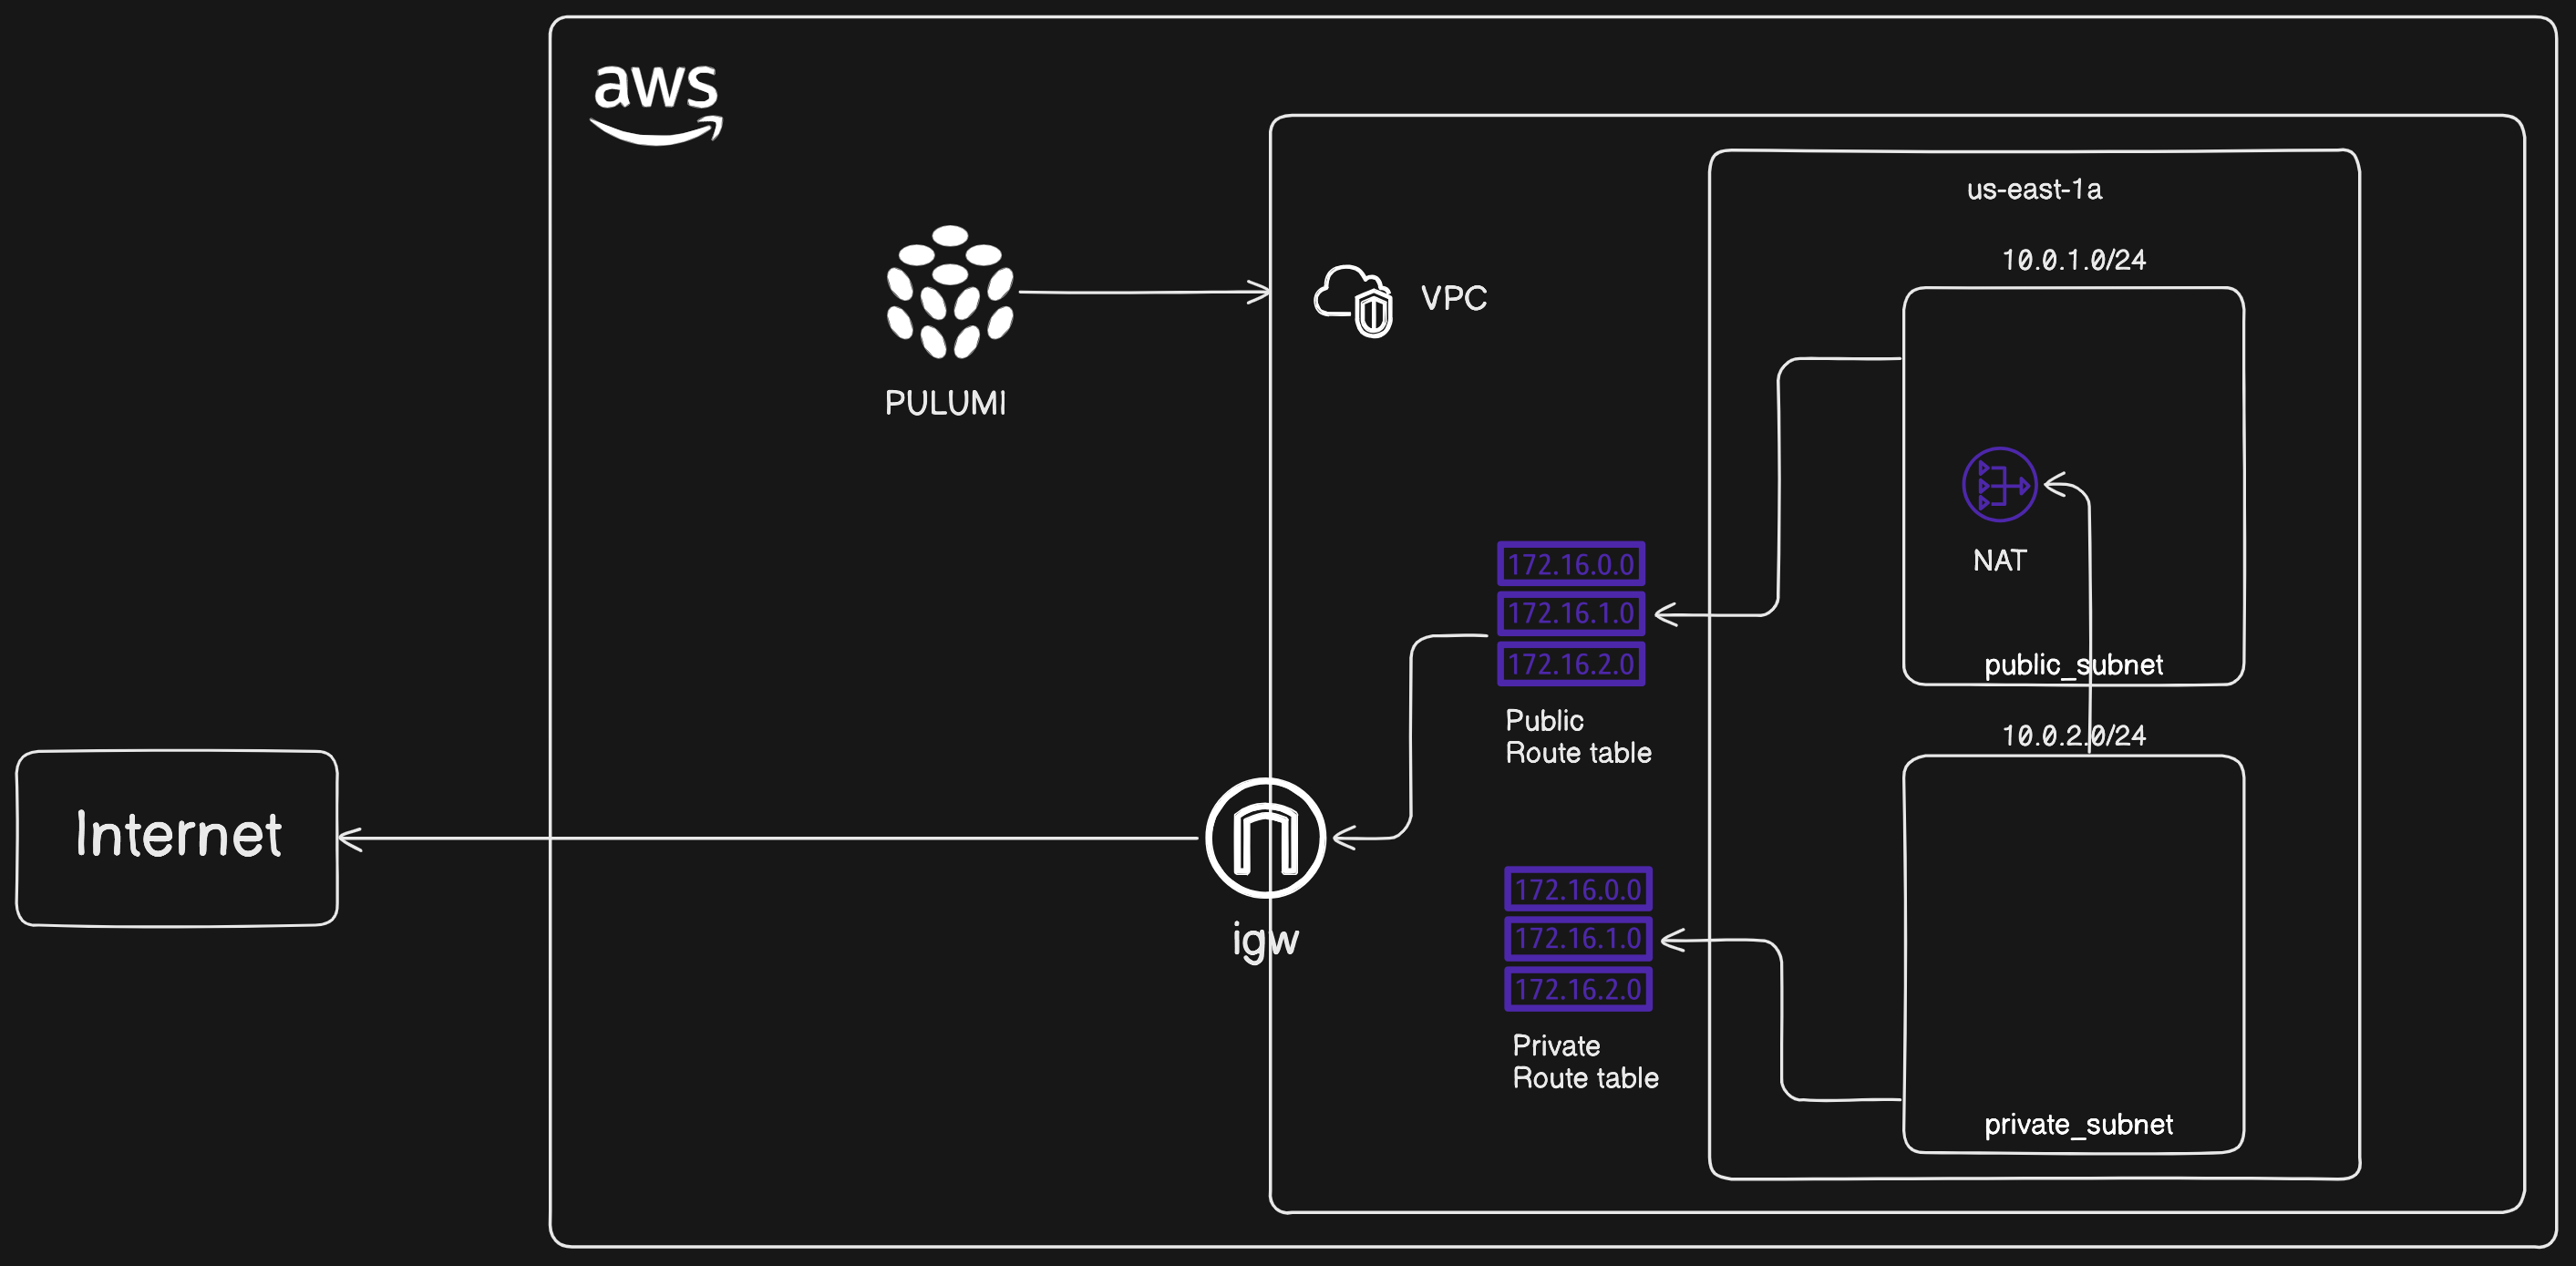 aws
us-east-1a
10.0.1.0/24
VPC
PULUMI
NAT
172.16.0.0
172.16.1.0
172.16.2.0
public_subnet
Public
Route table
10.0.2.0/24
Internet
igw
172.16.0.0
172.16.1.0
172.16.2.0
Private
Route table
private_subnet